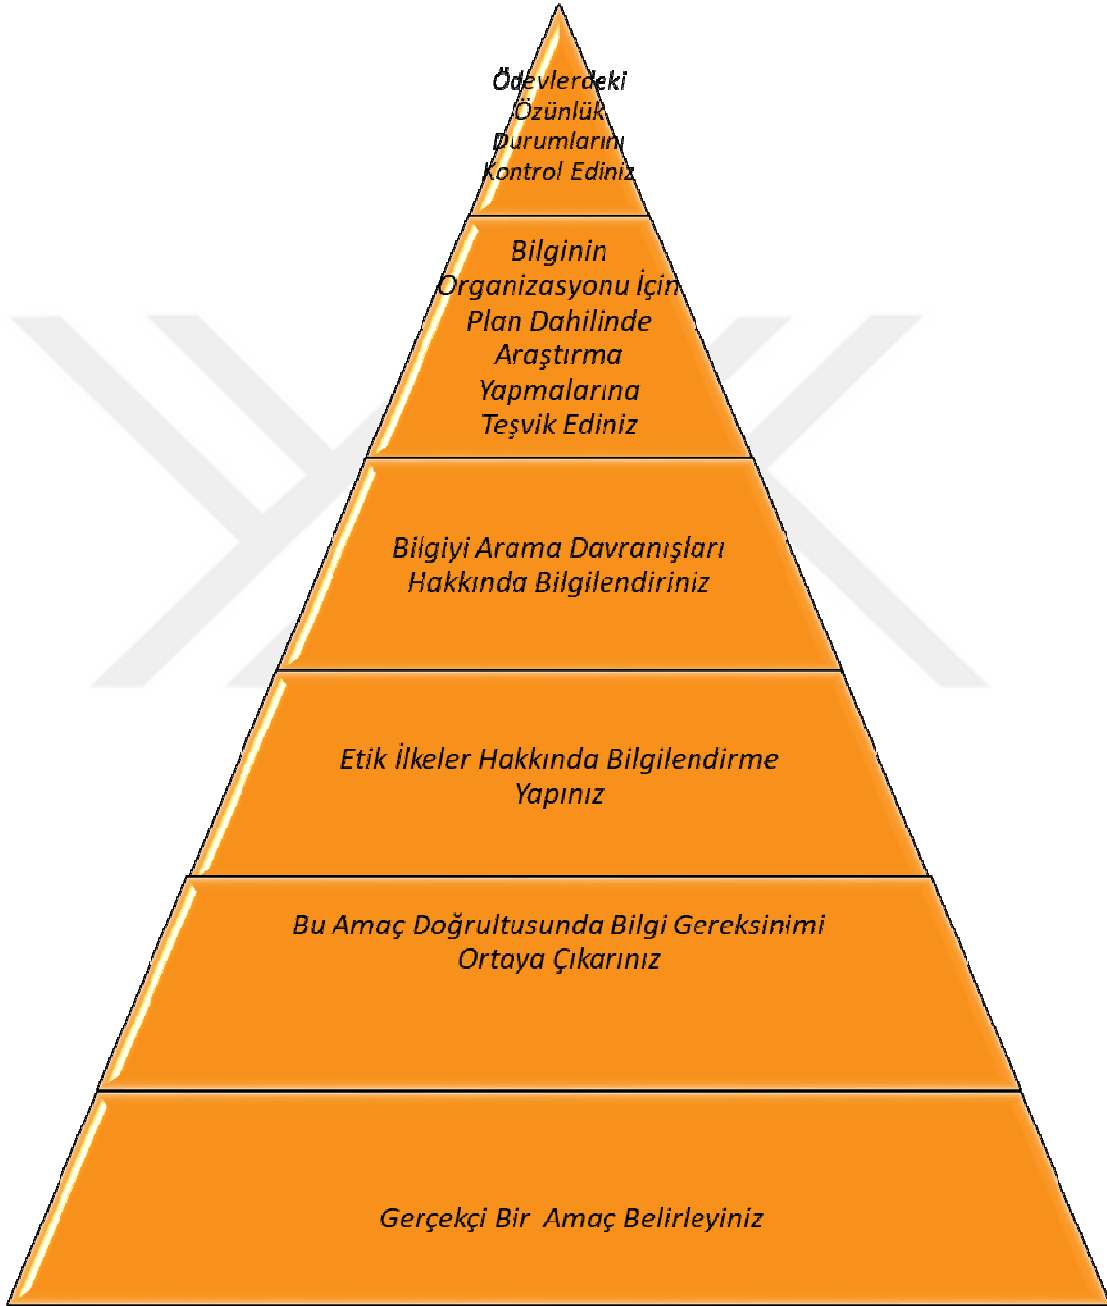 Ödevlerdeki
Özünlük
Durumlarını
Kontrol Ediniz
Bilginin
Organizasyonu İçin
Plan Dahilinde
Araştırma
Yapmalarına
Teşvik Ediniz
Bilgiyi Arama Davranışları
Hakkında Bilgilendiriniz
Etik İlkeler Hakkında Bilgilendirme
Yapınız
Bu Amaç Doğrultusunda Bilgi Gereksinimi
Ortaya Çıkarınız
Gerçekçi Bir Amaç Belirleyiniz